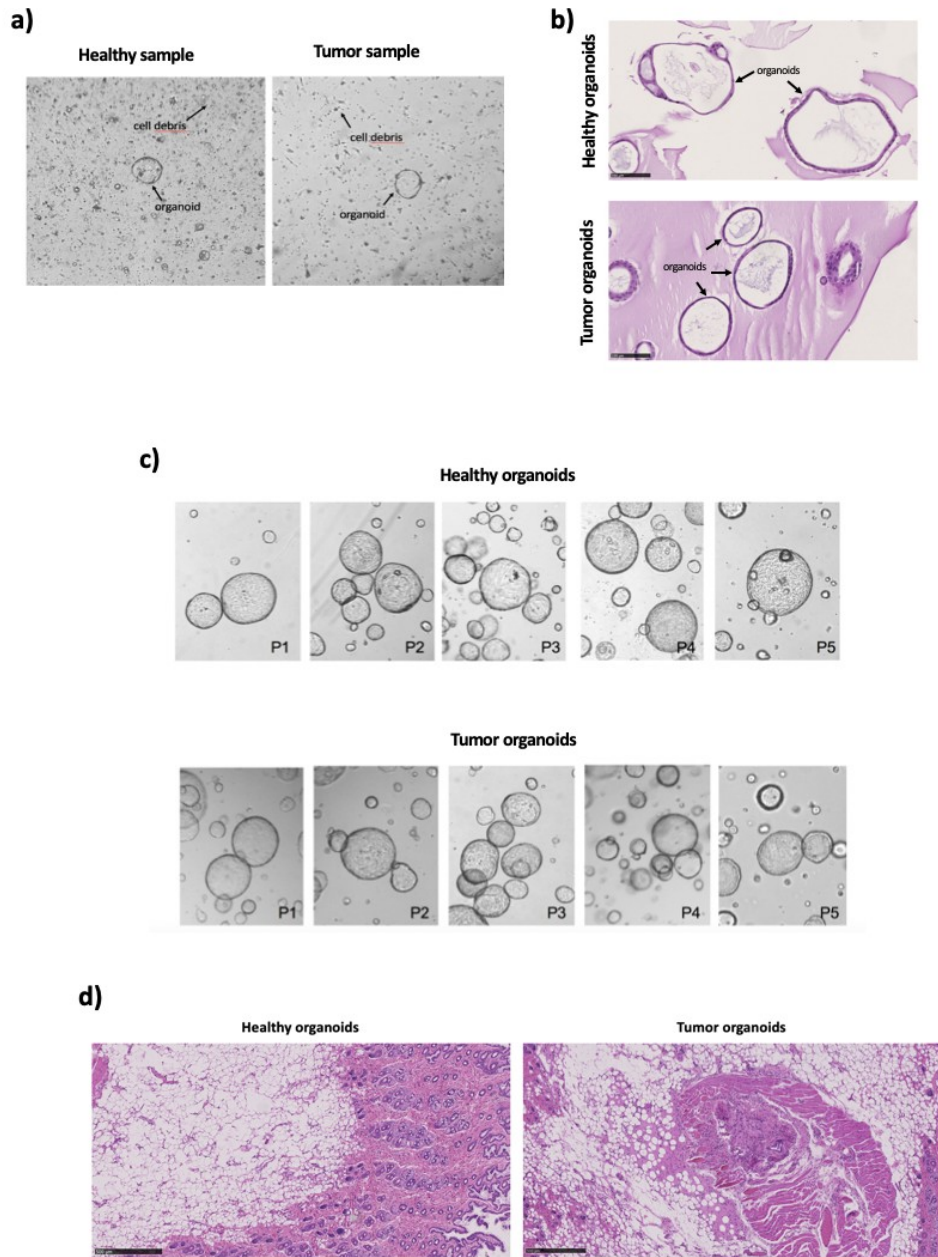 a)
Healthy sample
Tumor sample
cell debris
organoid
cell debris
organoid
b)
Healthy organoids
organoids
Tumor organoids
organoids
c)
Healthy organoids
P1
P2
P3
P4
P5
Tumor organoids
P1
P2
P3
P4
P5
d)
Healthy organoids
Tumor organoids